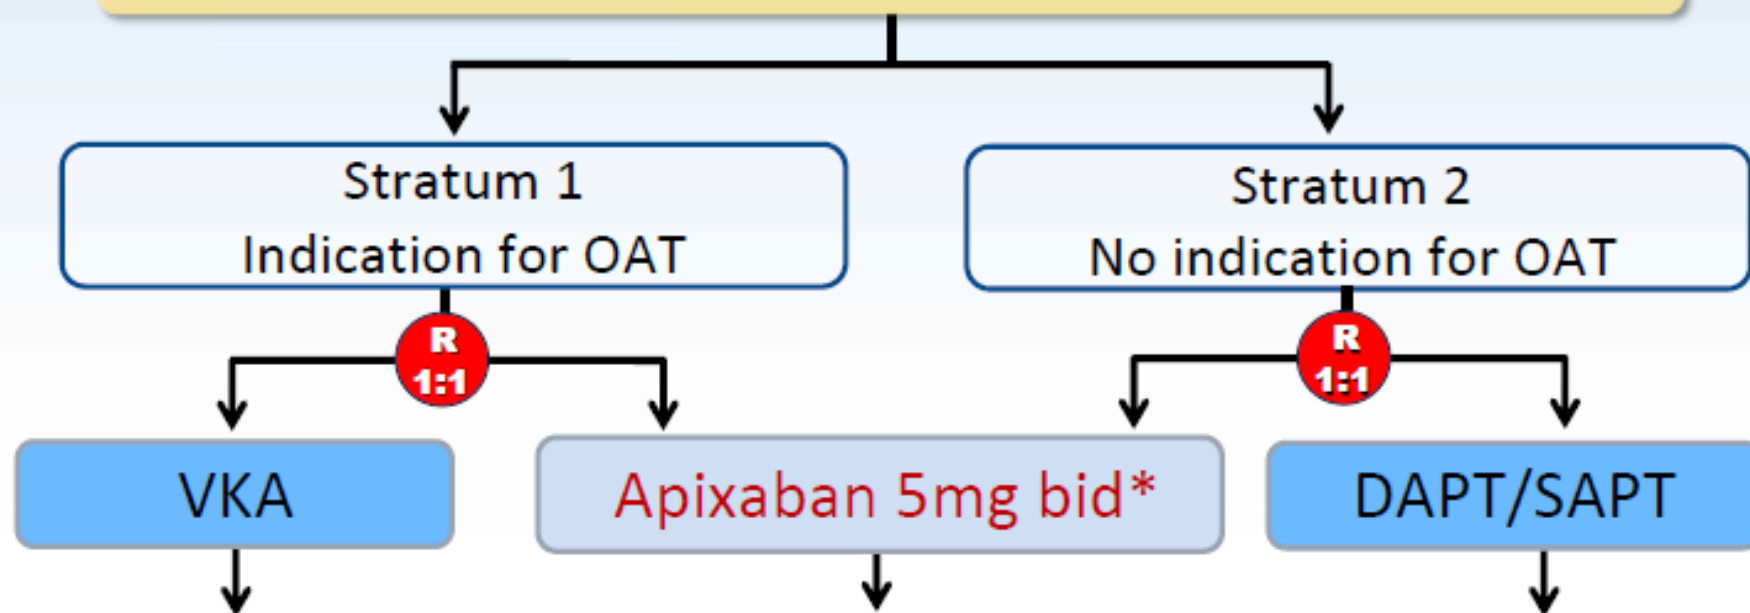 Stratum 1
Indication for OAT
Stratum 2
No indication for OAT
R
1:1
R
1:1
VKA
Apixaban 5mg bid*
DAPT/SAPT